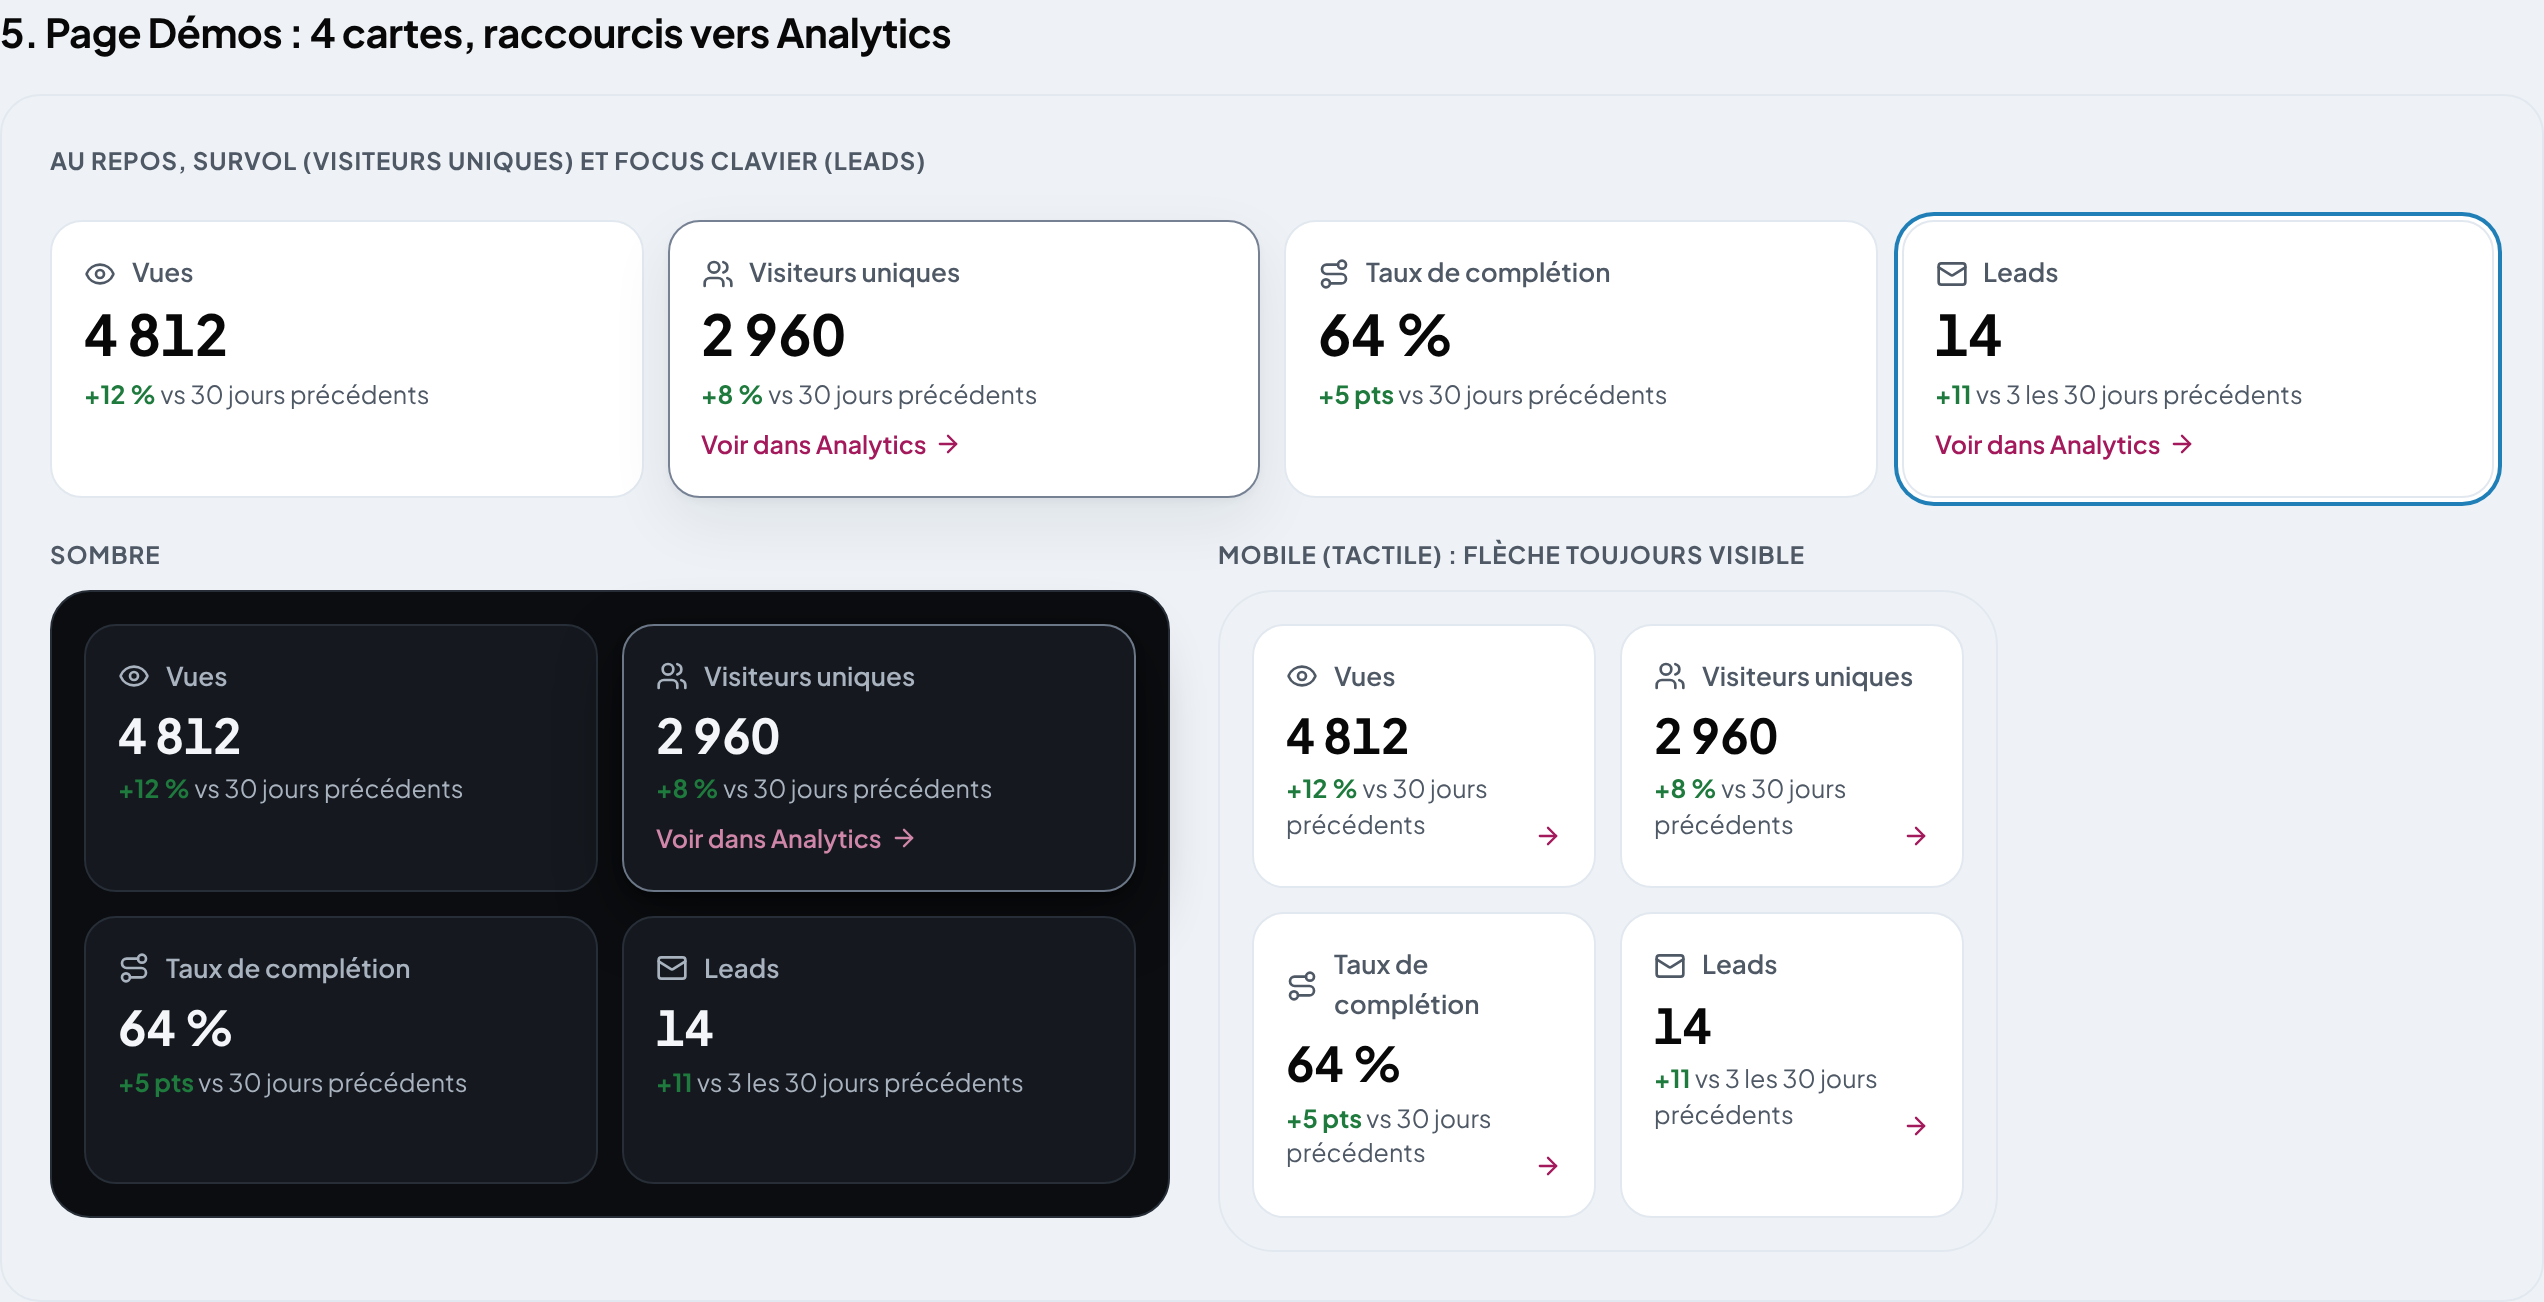 5. Page Démos : 4 cartes, raccourcis vers Analytics
AU REPOS, SURVOL (VISITEURS UNIQUES) ET FOCUS CLAVIER (LEADS)
Vues
4 812
+12 % vs 30 jours précédents
Visiteurs uniques
2 960
+8 % vs 30 jours précédents
Voir dans Analytics →
Taux de complétion
64 %
+5 pts vs 30 jours précédents
Leads
14
+11 vs 3 les 30 jours précédents
Voir dans Analytics →
SOMBRE
Vues
4 812
+12 % vs 30 jours précédents
Visiteurs uniques
2 960
+8 % vs 30 jours précédents
Voir dans Analytics →
Taux de complétion
64 %
+5 pts vs 30 jours précédents
Leads
14
+11 vs 3 les 30 jours précédents
MOBILE (TACTILE) : FLÈCHE TOUJOURS VISIBLE
Vues
4 812
+12 % vs 30 jours
précédents →
Visiteurs uniques
2 960
+8 % vs 30 jours
précédents →
Taux de
complétion
64 %
+5 pts vs 30 jours
précédents →
Leads
14
+11 vs 3 les 30 jours
précédents →